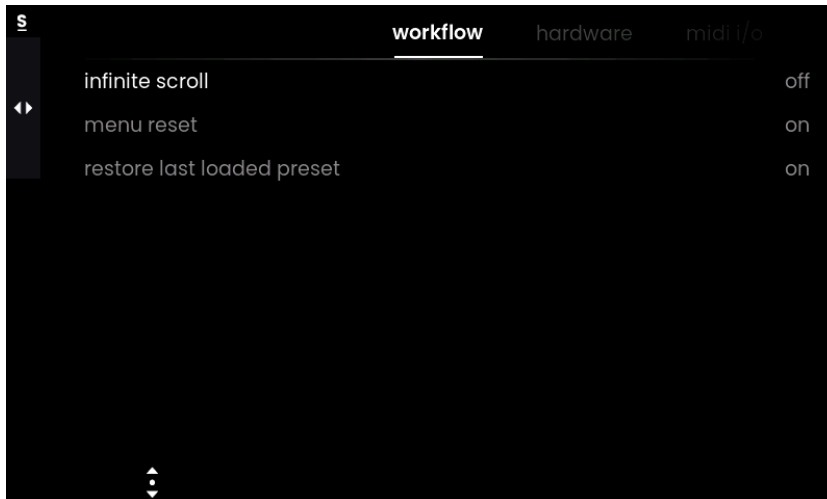 S
workflow hardware midi i/o
infinite scroll off
menu reset on
restore last loaded preset on